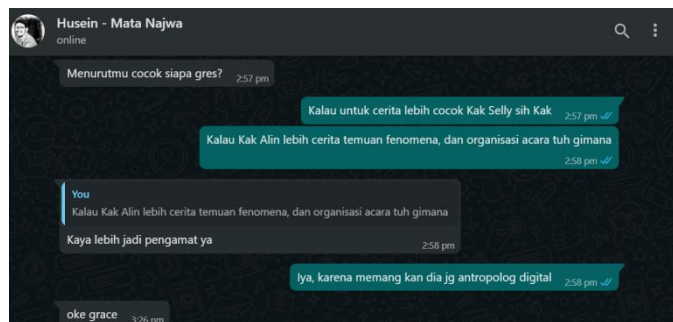 Husein - Mata Najwa
online
Menurutmu cocok siapa gres? 2:57 pm
Kalau untuk cerita lebih cocok Kak Selly sih Kak 2:57 pm
Kalau Kak Alin lebih cerita temuan fenomena, dan organisasi acara tuh gimana
2:58 pm
You
Kalau Kak Alin lebih cerita temuan fenomena, dan organisasi acara tuh gimana
Kaya lebih jadi pengamat ya 2:58 pm
Iya, karena memang kan dia jg antropolog digital 2:58 pm
oke grace 3:26 pm